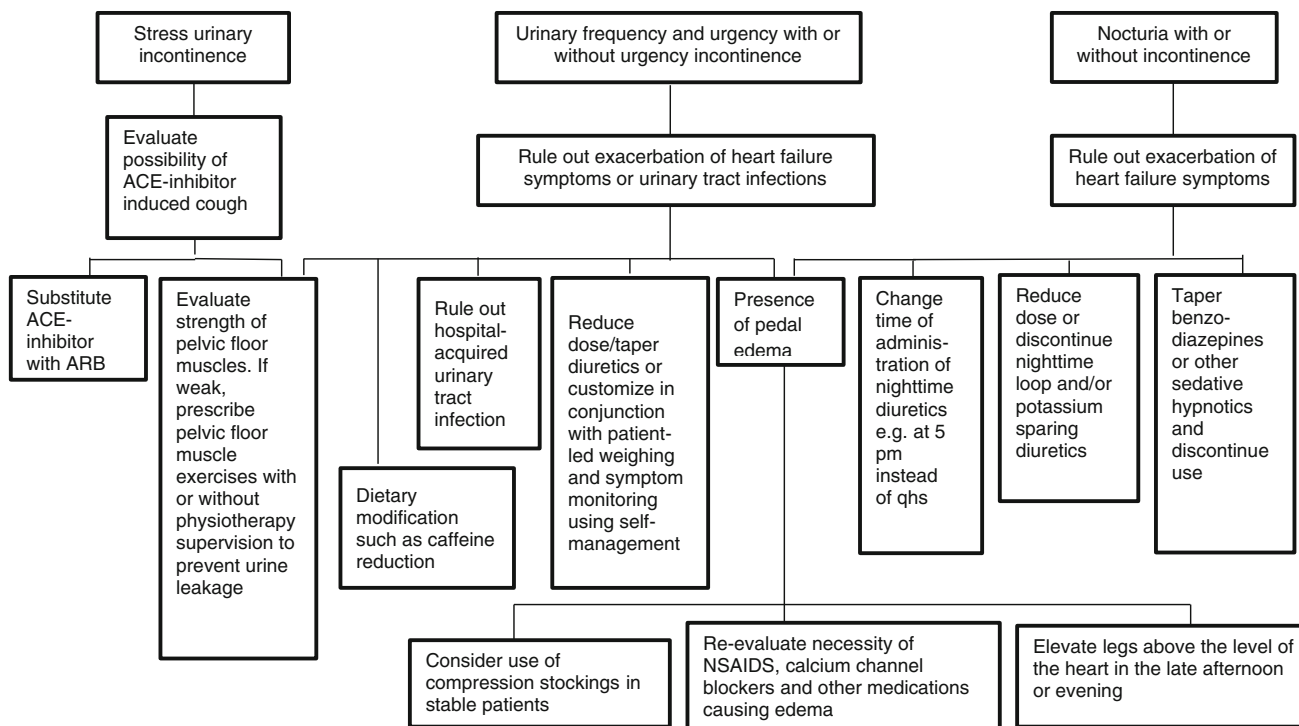 Stress urinary
incontinence
Urinary frequency and urgency with or
without urgency incontinence
Nocturia with or
without incontinence
Evaluate
possibility of
ACE-inhibitor
induced cough
Rule out exacerbation of heart failure
symptoms or urinary tract infections
Rule out exacerbation of
heart failure symptoms
Substitute
ACE-
inhibitor
with ARB
Evaluate
strength of
pelvic floor
muscles. If
weak,
prescribe
pelvic floor
muscle
exercises with
or without
physiotherapy
supervision to
prevent urine
leakage
Dietary
modification
such as caffeine
reduction
Rule out
hospital-
acquired
urinary
tract
infection
Reduce
dose/taper
diuretics or
customize in
conjunction
with patient-
led weighing
and symptom
monitoring
using self-
management
Presence
of pedal
edema
Change
time of
adminis-
tration of
nighttime
diuretics
e.g. at 5
pm
instead
of qhs
Reduce
dose or
discontinue
nighttime
loop and/or
potassium
sparing
diuretics
Taper
benzo-
diazepines
or other
sedative
hypnotics
and
discontinue
use
Consider use of
compression stockings in
stable patients
Re-evaluate necessity of
NSAIDS, calcium channel
blockers and other medications
causing edema
Elevate legs above the level of
the heart in the late afternoon
or evening